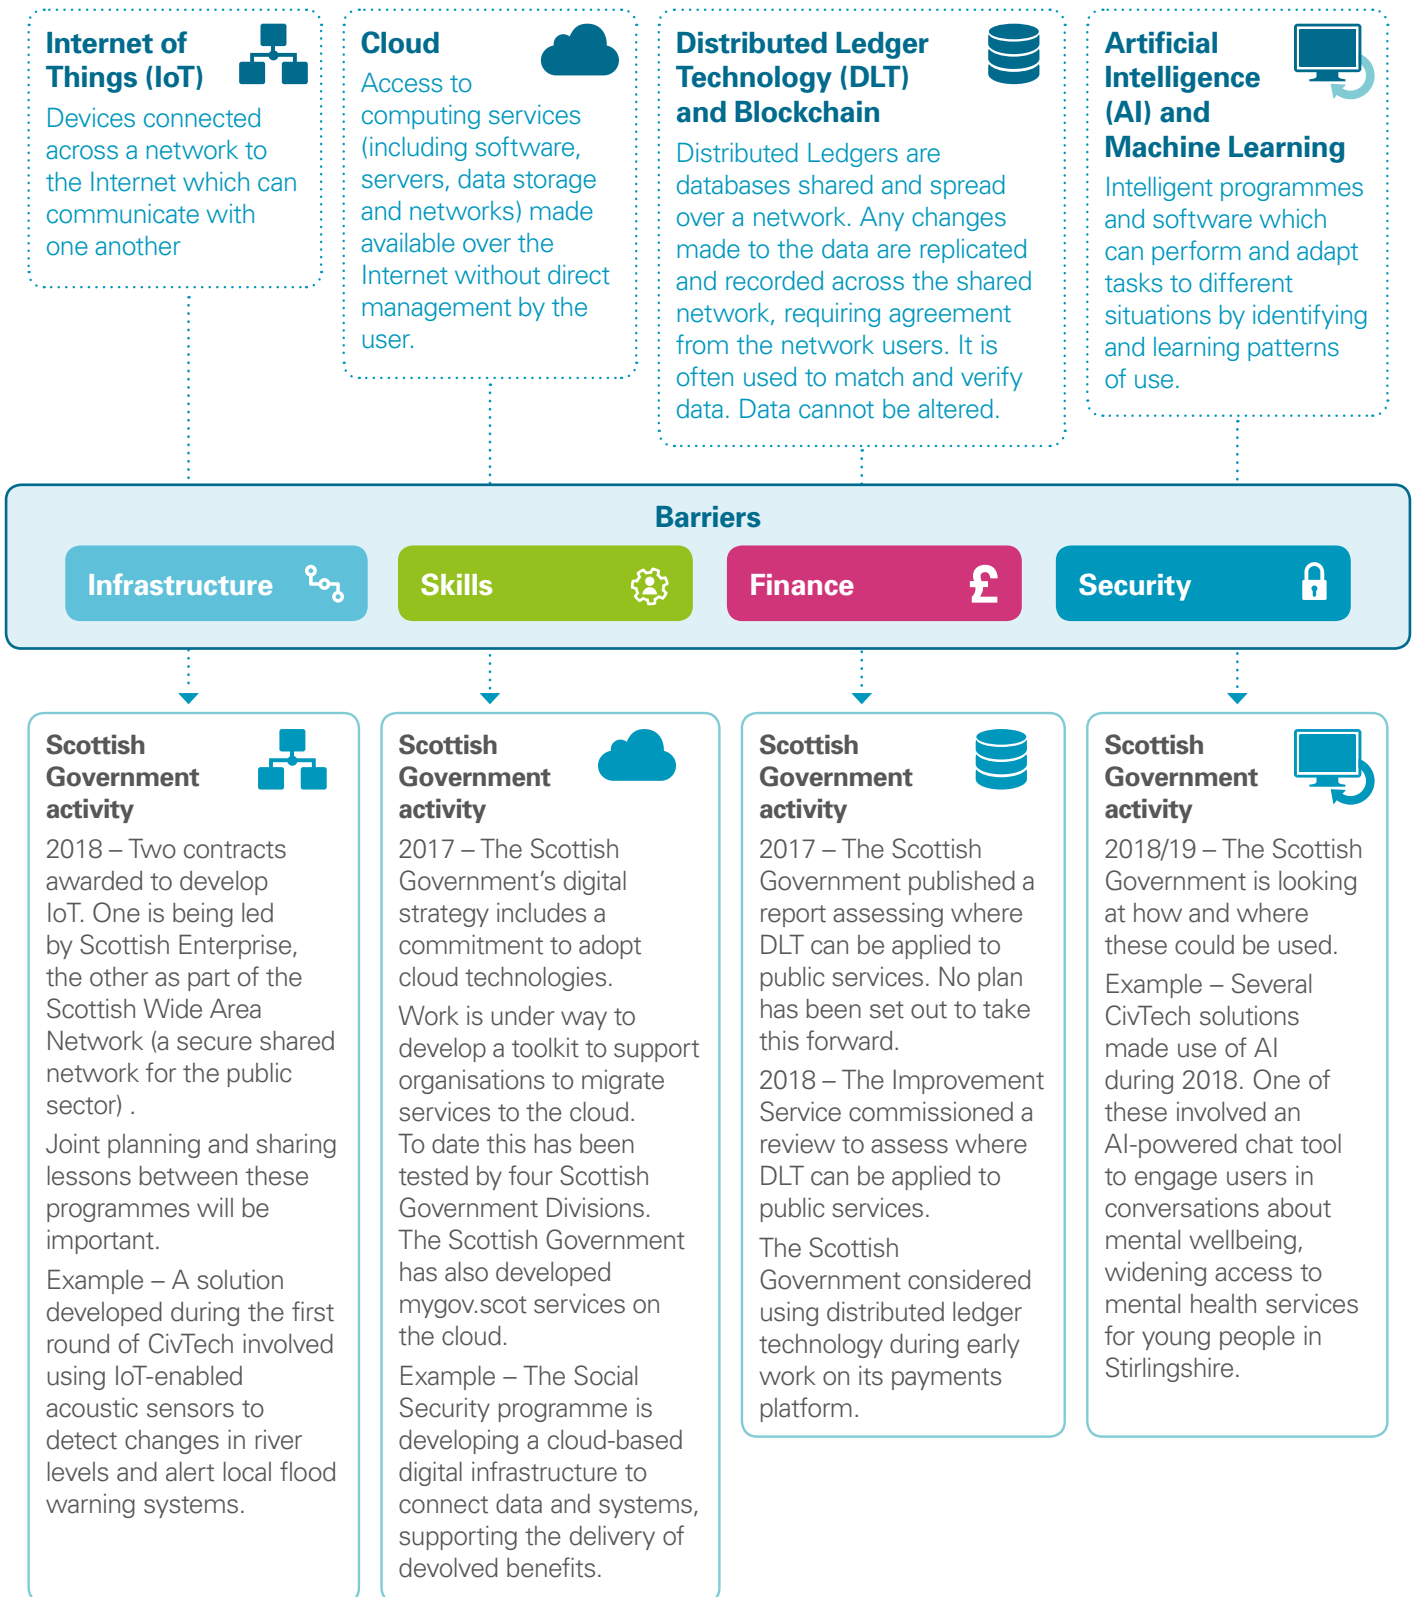 Internet of
Things (IoT)
Devices connected
across a network to
the Internet which can
communicate with
one another
Cloud
Access to
computing services
(including software,
servers, data storage
and networks) made
available over the
Internet without direct
management by the
user.
Distributed Ledger
Technology (DLT)
and Blockchain
Distributed Ledgers are
databases shared and spread
over a network. Any changes
made to the data are replicated
and recorded across the shared
network, requiring agreement
from the network users. It is
often used to match and verify
data. Data cannot be altered.
Artificial
Intelligence
(AI) and
Machine Learning
Intelligent programmes
and software which
can perform and adapt
tasks to different
situations by identifying
and learning patterns
of use.
Barriers
Infrastructure
Skills
Finance
£
Security
Scottish
Government
activity
2018 – Two contracts
awarded to develop
IoT. One is being led
by Scottish Enterprise,
the other as part of the
Scottish Wide Area
Network (a secure shared
network for the public
sector) .
Joint planning and sharing
lessons between these
programmes will be
important.
Example – A solution
developed during the first
round of CivTech involved
using IoT-enabled
acoustic sensors to
detect changes in river
levels and alert local flood
warning systems.
Scottish
Government
activity
2017 – The Scottish
Government’s digital
strategy includes a
commitment to adopt
cloud technologies.
Work is under way to
develop a toolkit to support
organisations to migrate
services to the cloud.
To date this has been
tested by four Scottish
Government Divisions.
The Scottish Government
has also developed
mygov.scot services on
the cloud.
Example – The Social
Security programme is
developing a cloud-based
digital infrastructure to
connect data and systems,
supporting the delivery of
devolved benefits.
Scottish
Government
activity
2017 – The Scottish
Government published a
report assessing where
DLT can be applied to
public services. No plan
has been set out to take
this forward.
2018 – The Improvement
Service commissioned a
review to assess where
DLT can be applied to
public services.
The Scottish
Government considered
using distributed ledger
technology during early
work on its payments
platform.
Scottish
Government
activity
2018/19 – The Scottish
Government is looking
at how and where
these could be used.
Example – Several
CivTech solutions
made use of AI
during 2018. One of
these involved an
AI-powered chat tool
to engage users in
conversations about
mental wellbeing,
widening access to
mental health services
for young people in
Stirlingshire.